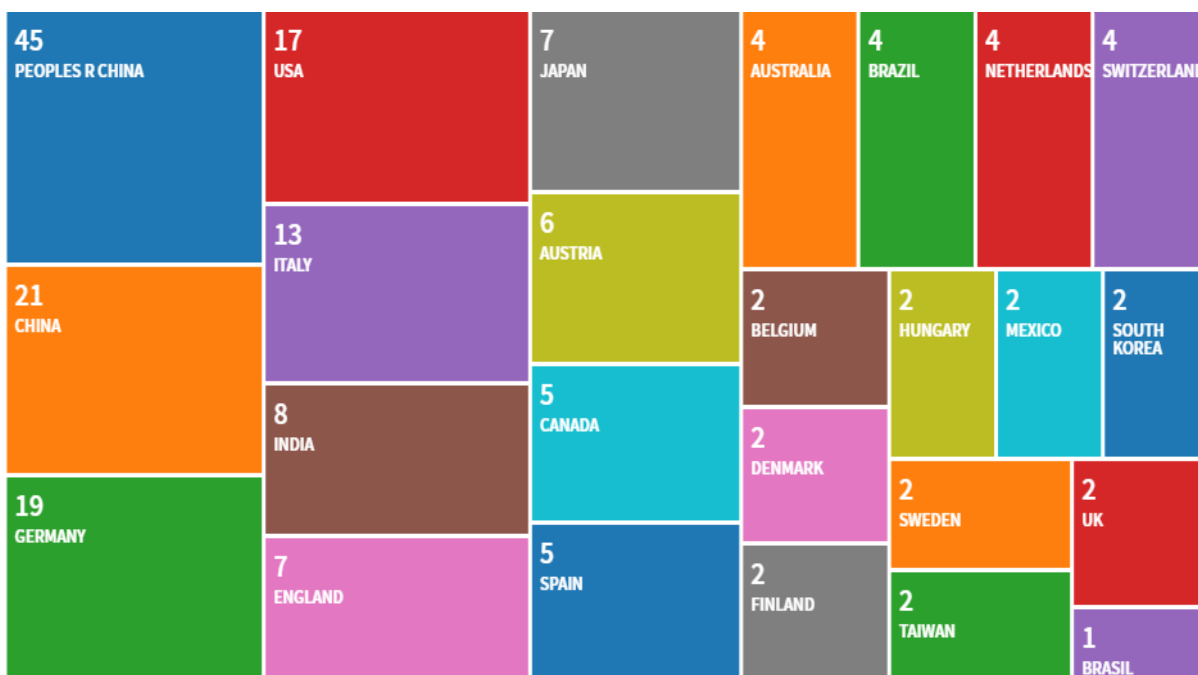 45
PEOPLES R CHINA
21
CHINA
19
GERMANY
17
USA
13
ITALY
8
INDIA
7
ENGLAND
7
JAPAN
6
AUSTRIA
5
CANADA
5
SPAIN
4
AUSTRALIA
4
BRAZIL
4
NETHERLANDS
4
SWITZERLAN
2
BELGIUM
2
DENMARK
2
FINLAND
2
HUNGARY
2
MEXICO
2
SOUTH
KOREA
2
SWEDEN
2
TAIWAN
2
UK
1
BRASIL